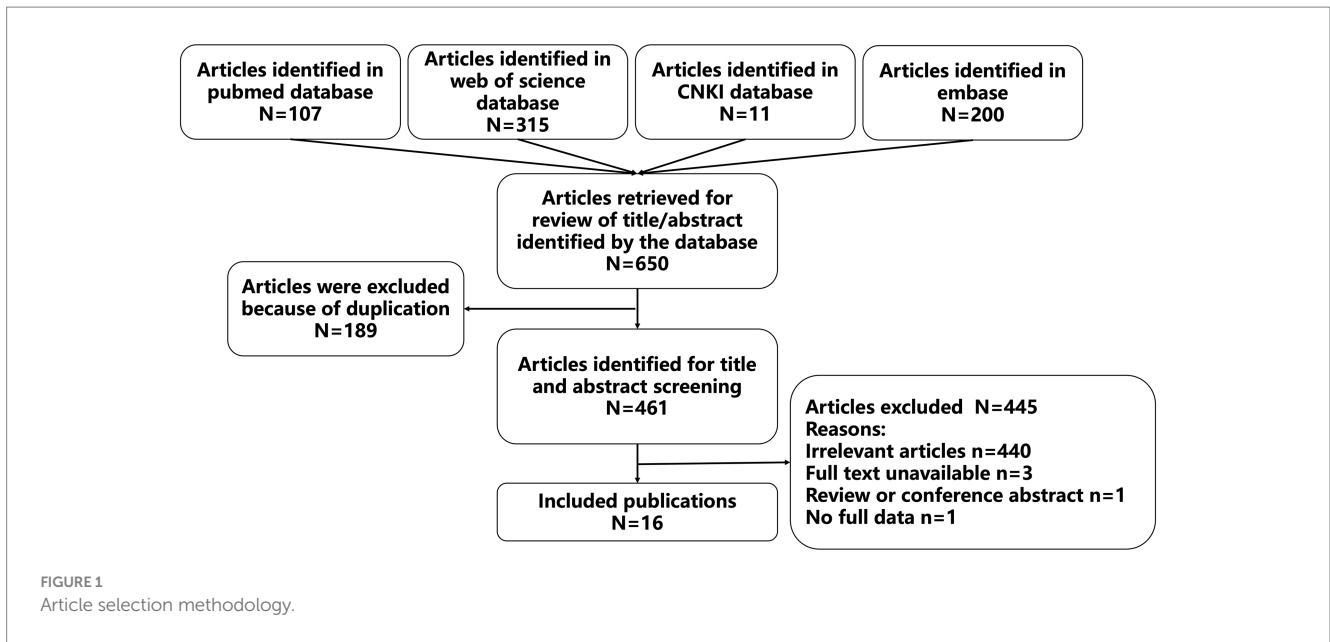 Articles identified in
pubmed database
N=107
Articles identified in
web of science
database
N=315
Articles identified in
CNKI database
N=11
Articles identified in
embase
N=200
Articles retrieved for
review of title/abstract
identified by the database
N=650
Articles were excluded
because of duplication
N=189
Articles identified for title
and abstract screening
N=461
Articles excluded N=445
Reasons:
Irrelevant articles n=440
Full text unavailable n=3
Review or conference abstract n=1
No full data n=1
Included publications
N=16
FIGURE 1
Article selection methodology.